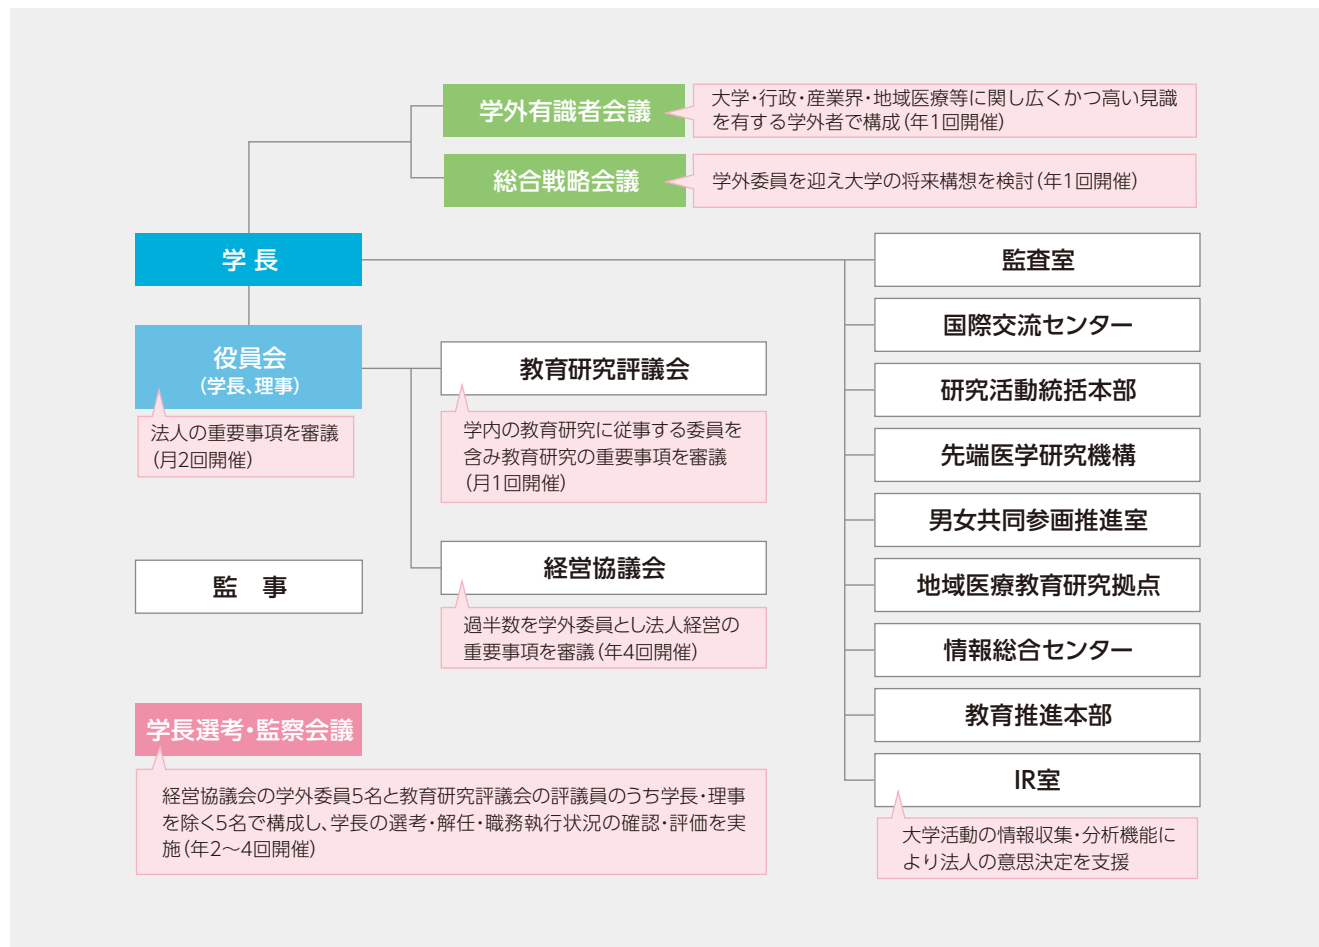 学外有識者会議
大学・行政・産業界・地域医療等に関し広くかつ高い見識
を有する学外者で構成（年1回開催）
総合戦略会議
学外委員を迎え大学の将来構想を検討（年1回開催）
学 長
役員会
（学長、理事）
法人の重要事項を審議
（月2回開催）
教育研究評議会
学内の教育研究に従事する委員を
含み教育研究の重要事項を審議
（月1回開催）
経営協議会
過半数を学外委員とし法人経営の
重要事項を審議（年4回開催）
監　事
学長選考・監察会議
経営協議会の学外委員5名と教育研究評議会の評議員のうち学長・理事
を除く5名で構成し、学長の選考・解任・職務執行状況の確認・評価を実
施（年2～4回開催）
監査室
国際交流センター
研究活動統括本部
先端医学研究機構
男女共同参画推進室
地域医療教育研究拠点
情報総合センター
教育推進本部
IR室
大学活動の情報収集・分析機能に
より法人の意思決定を支援